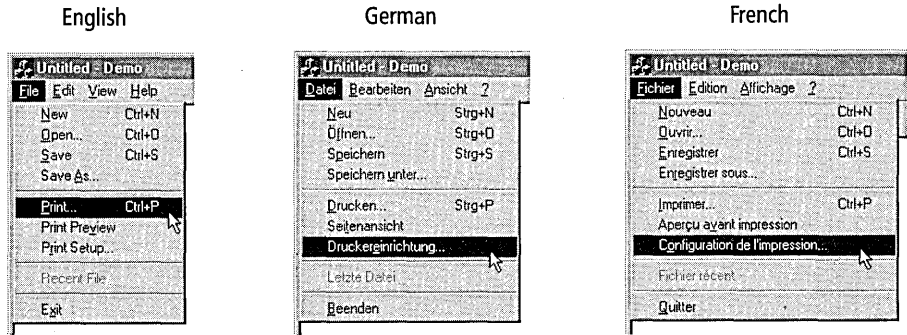 English
Untitled - Demo
File Edit View Help
New Ctrl+N
Open... Ctrl+O
Save Ctrl+S
Save As...
Print... Ctrl+P
Print Preview
Print Setup...
Recent File
Exit
German
Untitled - Demo
Datei Bearbeiten Ansicht ?
Neu Strg+N
Öffnen... Strg+O
Speichern Strg+S
Speichern unter...
Drucken... Strg+P
Seitenansicht
Druckereinrichtung...
Letzte Datei
Beenden
French
Untitled - Demo
Fichier Edition Affichage ?
Nouveau Ctrl+N
Ouvrir... Ctrl+O
Enregistrer Ctrl+S
Enregistrer sous...
Imprimer... Ctrl+P
Aperçu avant impression
Configuration de l'impression...
Fichier récent
Quitter